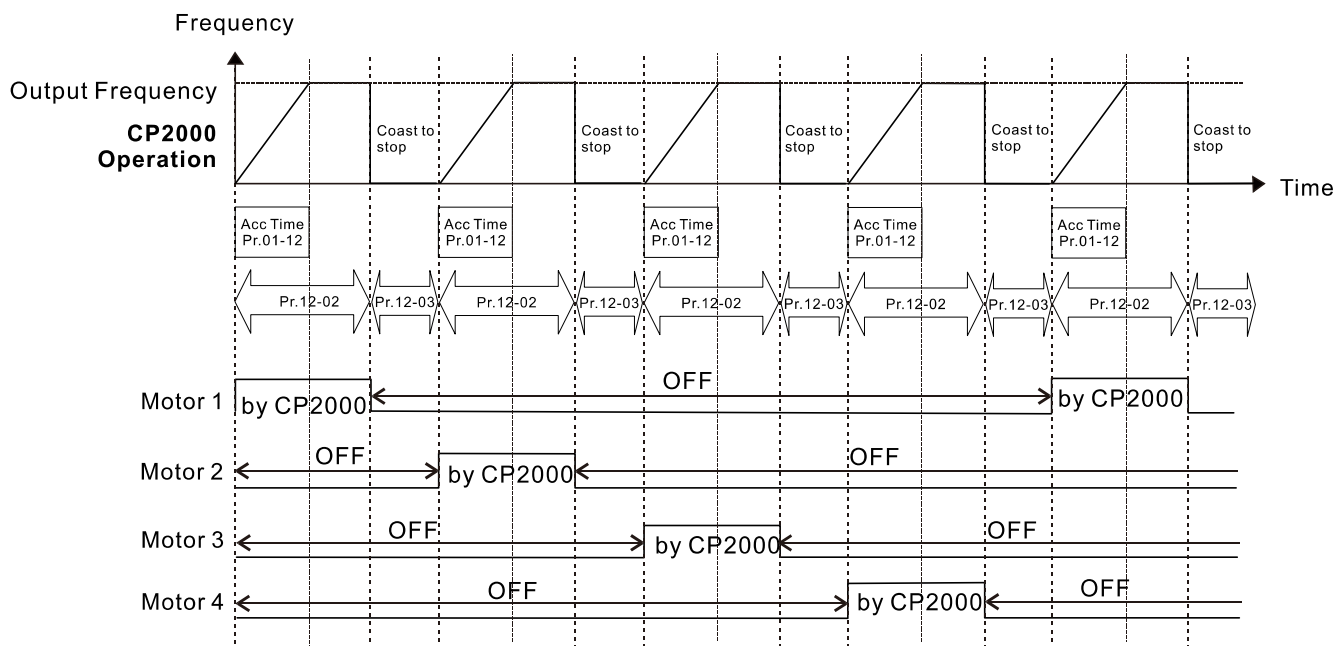 Frequency
Output Frequency
CP2000
Operation
Coast to
stop
Coast to
stop
Coast to
stop
Coast to
stop
Coast to
stop
Time
Acc Time
Pr.01-12
Acc Time
Pr.01-12
Acc Time
Pr.01-12
Acc Time
Pr.01-12
Acc Time
Pr.01-12
Pr.12-02
Pr.12-03
Pr.12-02
Pr.12-03
Pr.12-02
Pr.12-03
Pr.12-02
Pr.12-03
Pr.12-02
Pr.12-03
Motor 1
by CP2000
OFF
by CP2000
Motor 2
OFF
by CP2000
OFF
Motor 3
OFF
by CP2000
OFF
Motor 4
OFF
by CP2000
OFF